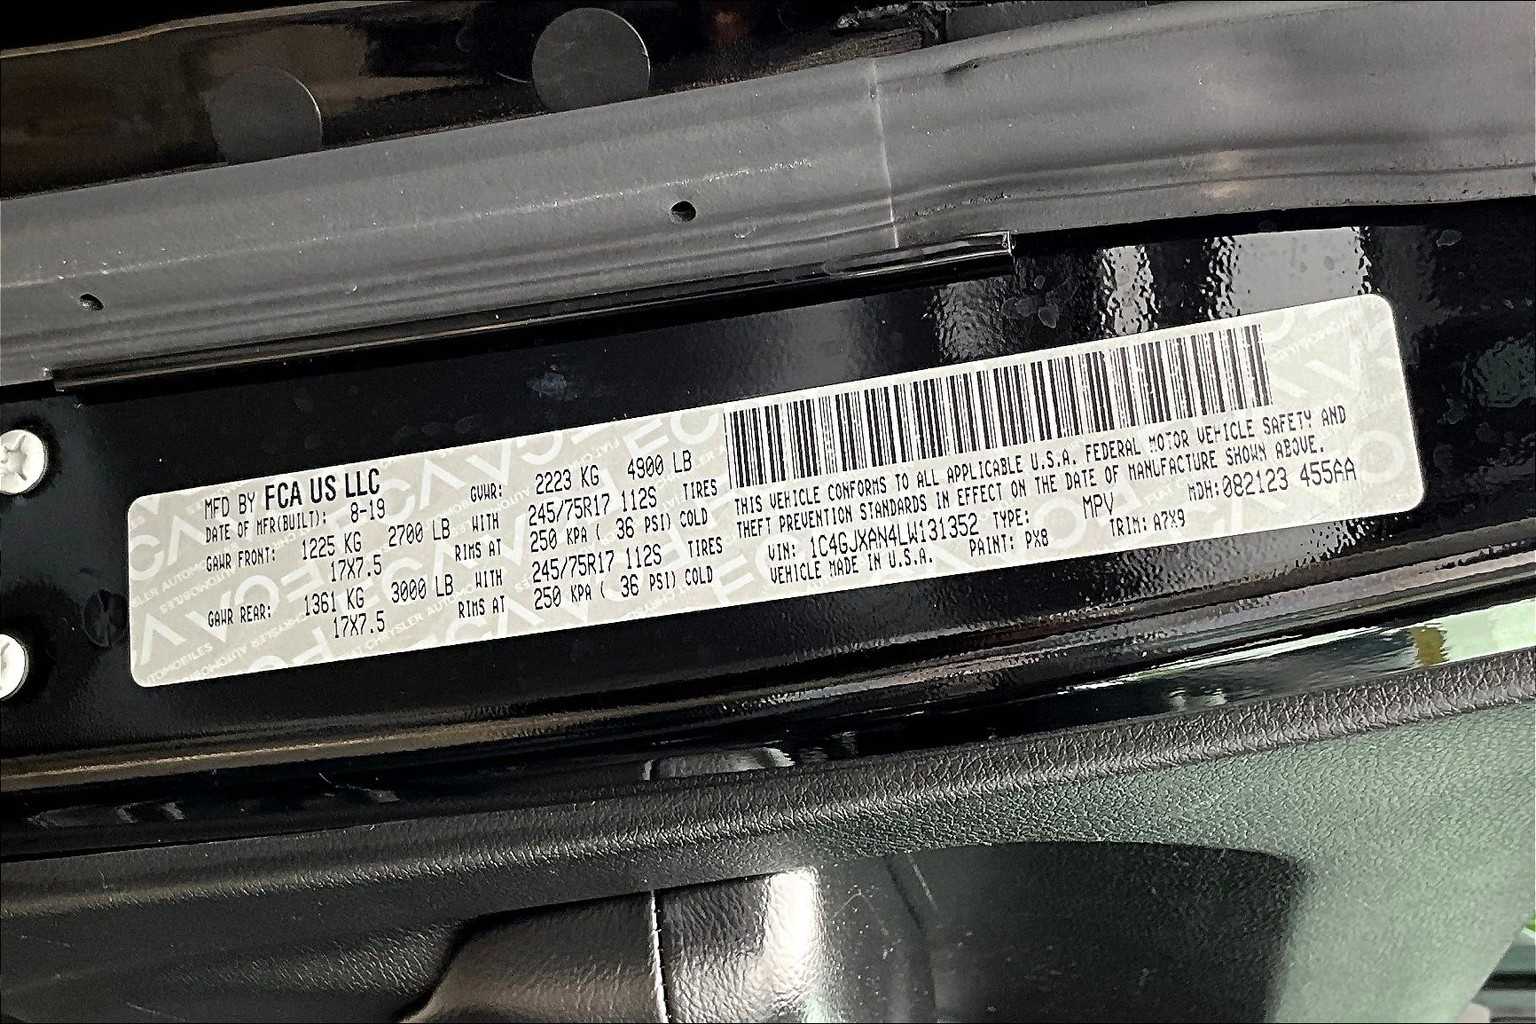 MFD BY FCA US LLC
DATE OF MFR(BUILT): 8-19 GVWR: 2223 KG 4900 LB
GAWR FRONT: 1225 KG 2700 LB WITH 245/75R17 112S TIRES
17X7.5 RIMS AT 250 KPA ( 36 PSI) COLD
GAWR REAR: 1361 KG 3000 LB WITH 245/75R17 112S TIRES
17X7.5 RIMS AT 250 KPA ( 36 PSI) COLD
THIS VEHICLE CONFORMS TO ALL APPLICABLE U.S.A. FEDERAL MOTOR VEHICLE SAFETY AND
THEFT PREVENTION STANDARDS IN EFFECT ON THE DATE OF MANUFACTURE SHOWN ABOVE.
VIN: 1C4GJXAN4LW131352 TYPE: MPV MDH:082123 455AA
VEHICLE MADE IN U.S.A. PAINT: PX8 TRIM: A7X9